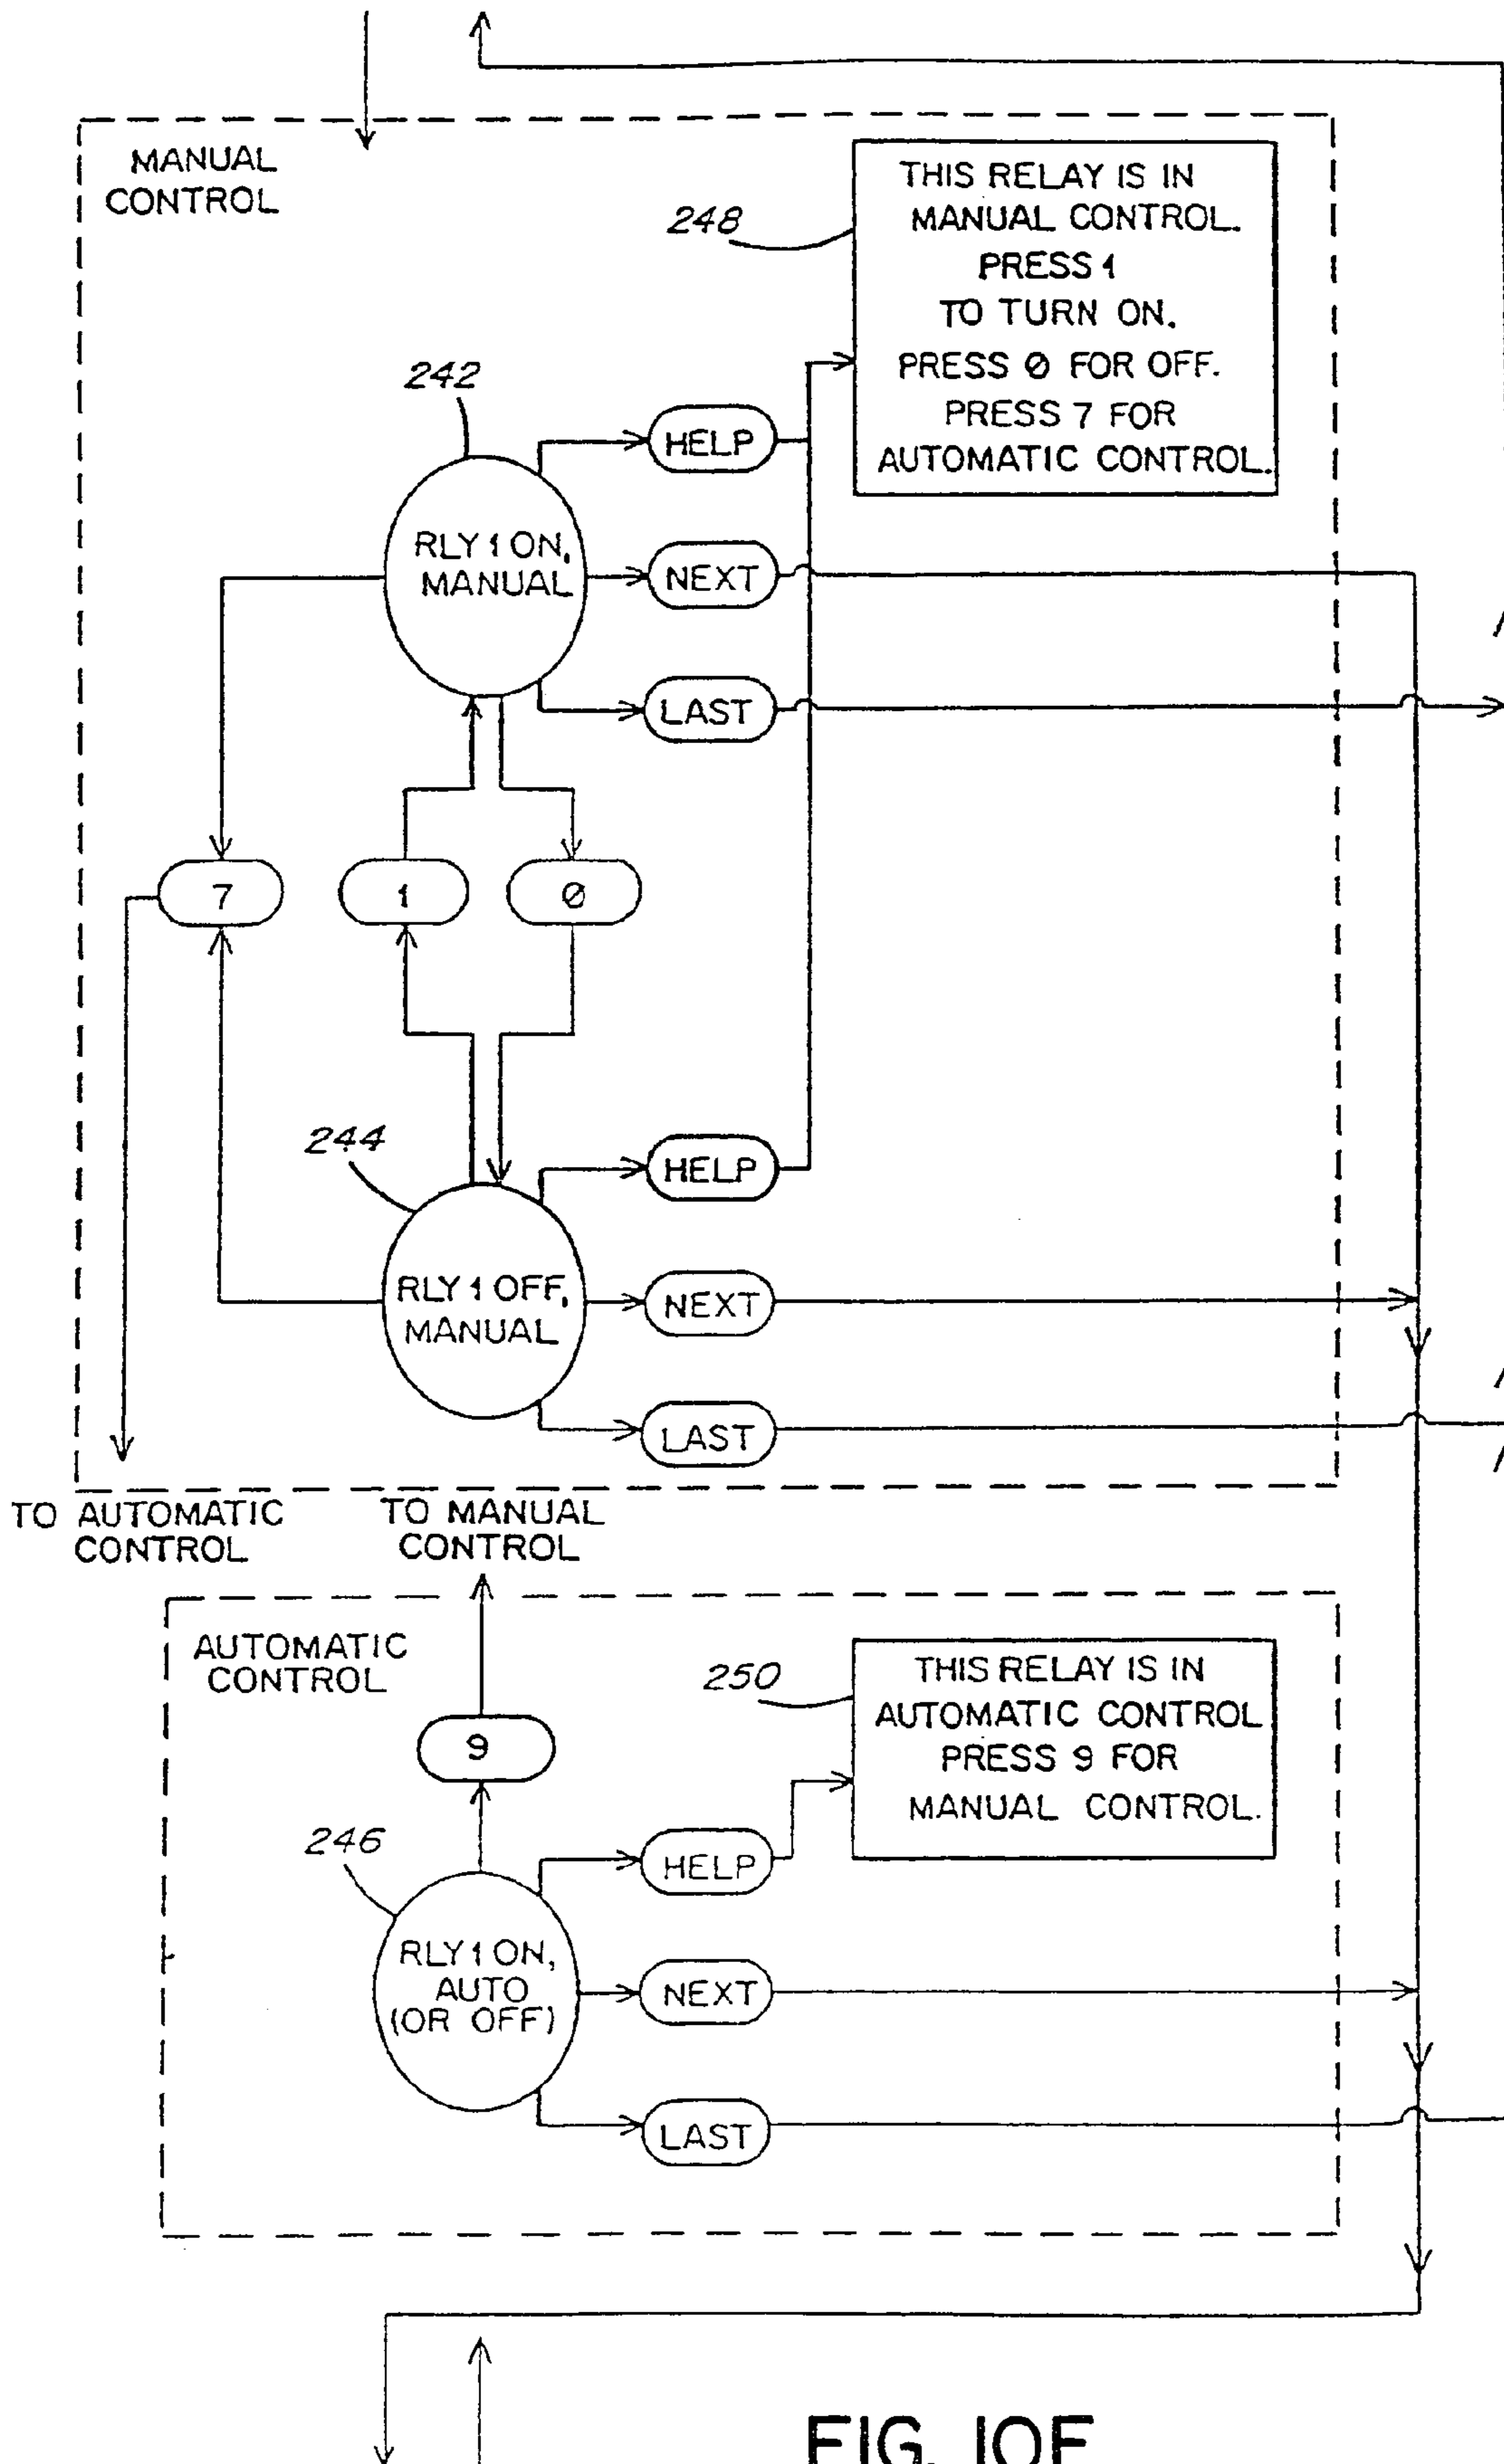 MANUAL
CONTROL
248
THIS RELAY IS IN
MANUAL CONTROL.
PRESS 1
TO TURN ON.
PRESS 0 FOR OFF.
PRESS 7 FOR
AUTOMATIC CONTROL.
242
RLY 1 ON,
MANUAL
HELP
NEXT
LAST
7
1
0
244
RLY 1 OFF,
MANUAL
HELP
NEXT
LAST
TO AUTOMATIC
CONTROL
TO MANUAL
CONTROL
AUTOMATIC
CONTROL
9
250
THIS RELAY IS IN
AUTOMATIC CONTROL
PRESS 9 FOR
MANUAL CONTROL.
246
RLY 1 ON,
AUTO
(OR OFF)
HELP
NEXT
LAST